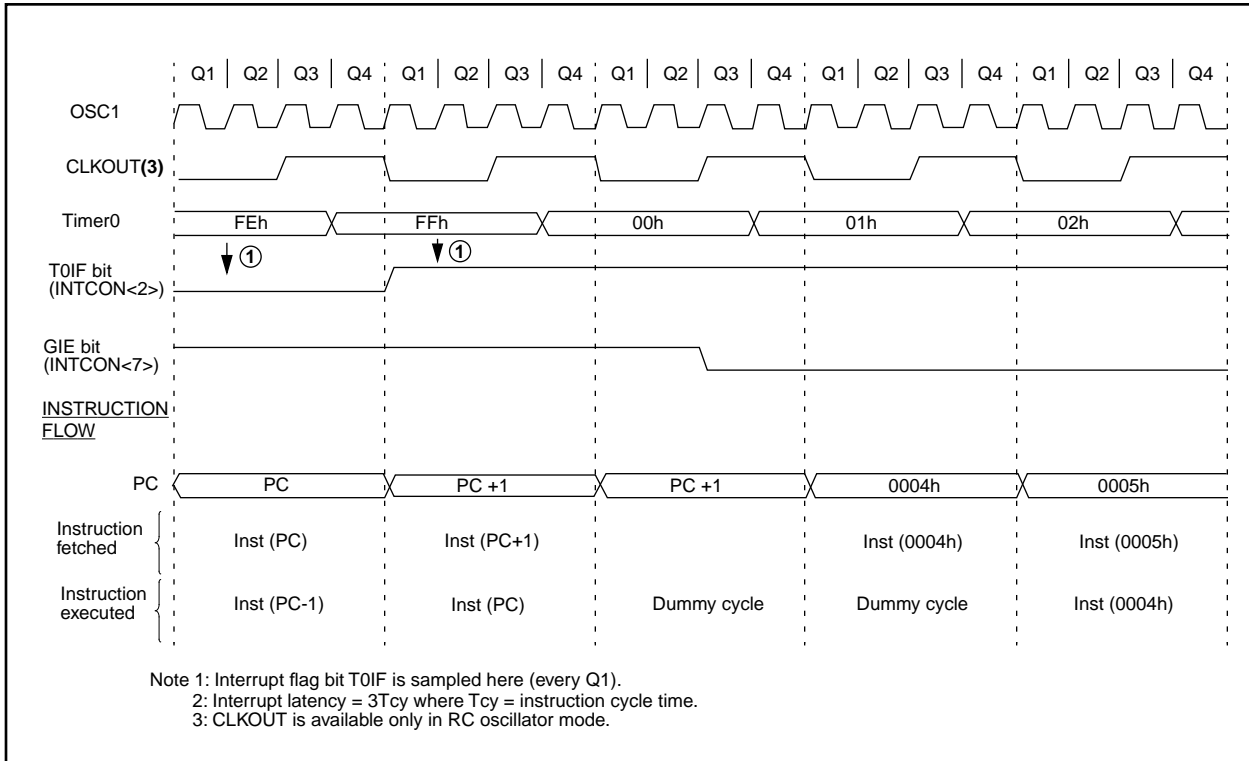 Q1 Q2 Q3 Q4 Q1 Q2 Q3 Q4 Q1 Q2 Q3 Q4 Q1 Q2 Q3 Q4 Q1 Q2 Q3 Q4
OSC1
CLKOUT(3)
Timer0 FEh FFh 00h 01h 02h
1 1
T0IF bit
(INTCON<2>)
GIE bit
(INTCON<7>)
INSTRUCTION
FLOW
PC PC PC +1 PC +1 0004h 0005h
Instruction
fetched
Inst (PC) Inst (PC+1) Inst (0004h) Inst (0005h)
Instruction
executed
Inst (PC-1) Inst (PC) Dummy cycle Dummy cycle Inst (0004h)
Note 1: Interrupt flag bit T0IF is sampled here (every Q1).
2: Interrupt latency = 3Tcy where Tcy = instruction cycle time.
3: CLKOUT is available only in RC oscillator mode.